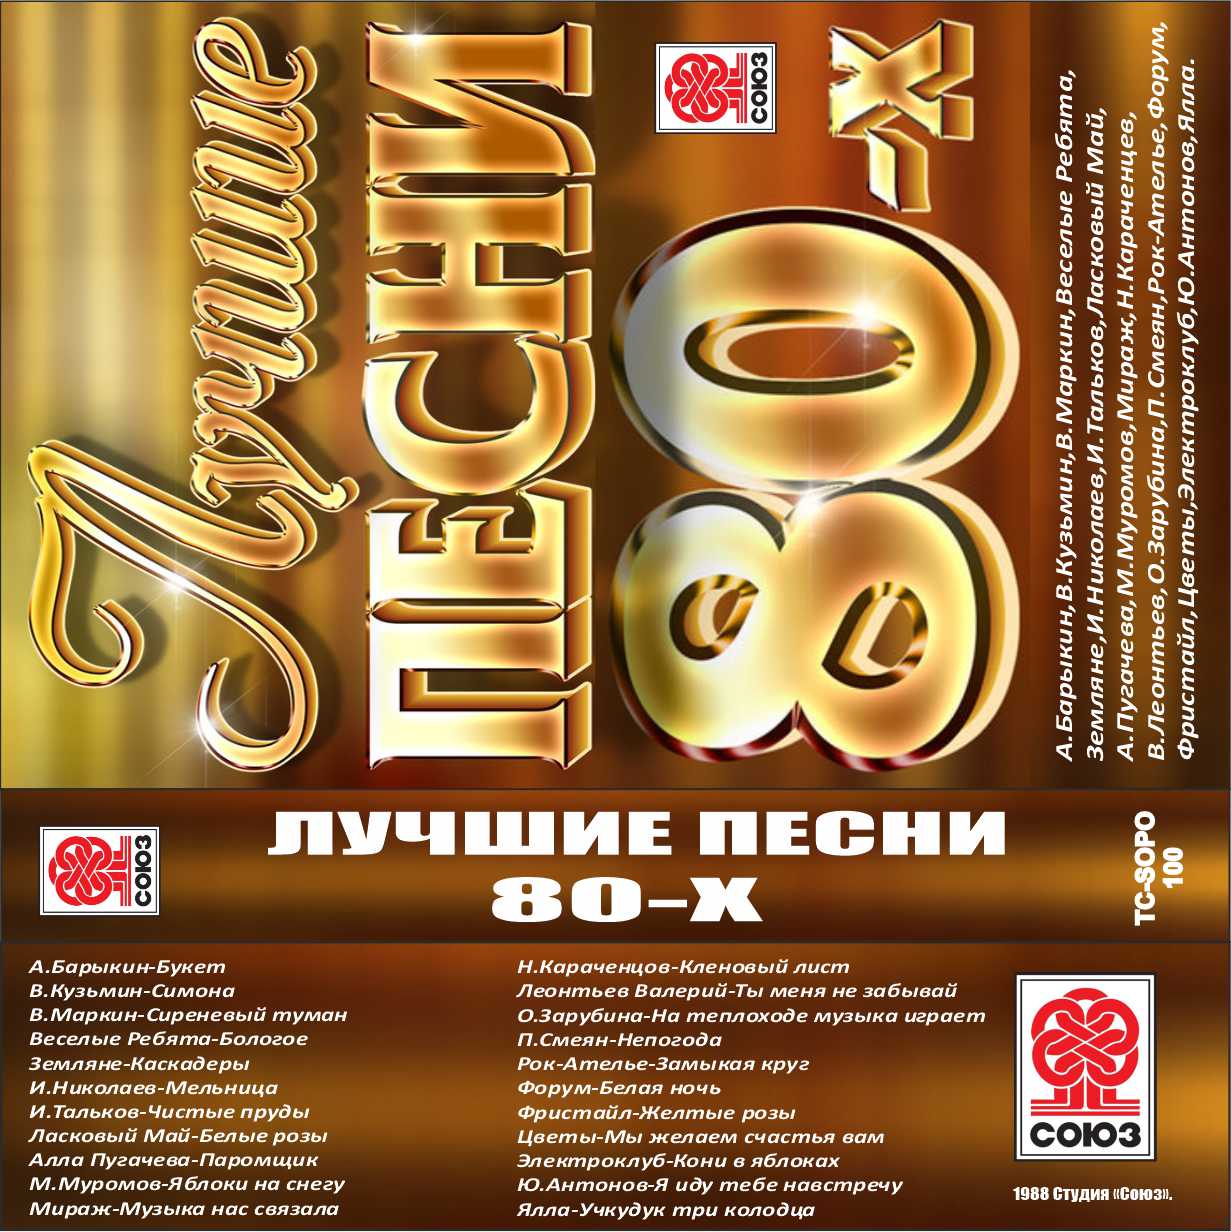 Лучшие
ПЕСНИ
80-х
СОЮЗ
А.Барыкин,В.Кузьмин,В.Маркин,Веселые Ребята,
Земляне,И.Николаев,И.Тальков,Ласковый Май,
А.Пугачева,М.Муромов,Мираж,Н.Караченцев,
В.Леонтьев,О.Зарубина,П.Смеян,Рок-Ателье,Форум,
Фристайл,Цветы,Электроклуб,Ю.Антонов,Ялла.
СОЮЗ
ЛУЧШИЕ ПЕСНИ
80-Х
TC-SOPO
100
А.Барыкин-Букет
В.Кузьмин-Симона
В.Маркин-Сиреневый туман
Веселые Ребята-Бологое
Земляне-Каскадеры
И.Николаев-Мельница
И.Тальков-Чистые пруды
Ласковый Май-Белые розы
Алла Пугачева-Паромщик
М.Муромов-Яблоки на снегу
Мираж-Музыка нас связала
Н.Караченцов-Кленовый лист
Леонтьев Валерий-Ты меня не забывай
О.Зарубина-На теплоходе музыка играет
П.Смеян-Непогода
Рок-Ателье-Замыкая круг
Форум-Белая ночь
Фристайл-Желтые розы
Цветы-Мы желаем счастья вам
Электроклуб-Кони в яблоках
Ю.Антонов-Я иду тебе навстречу
Ялла-Учкудук три колодца
СОЮЗ
1988 Студия «Союз».